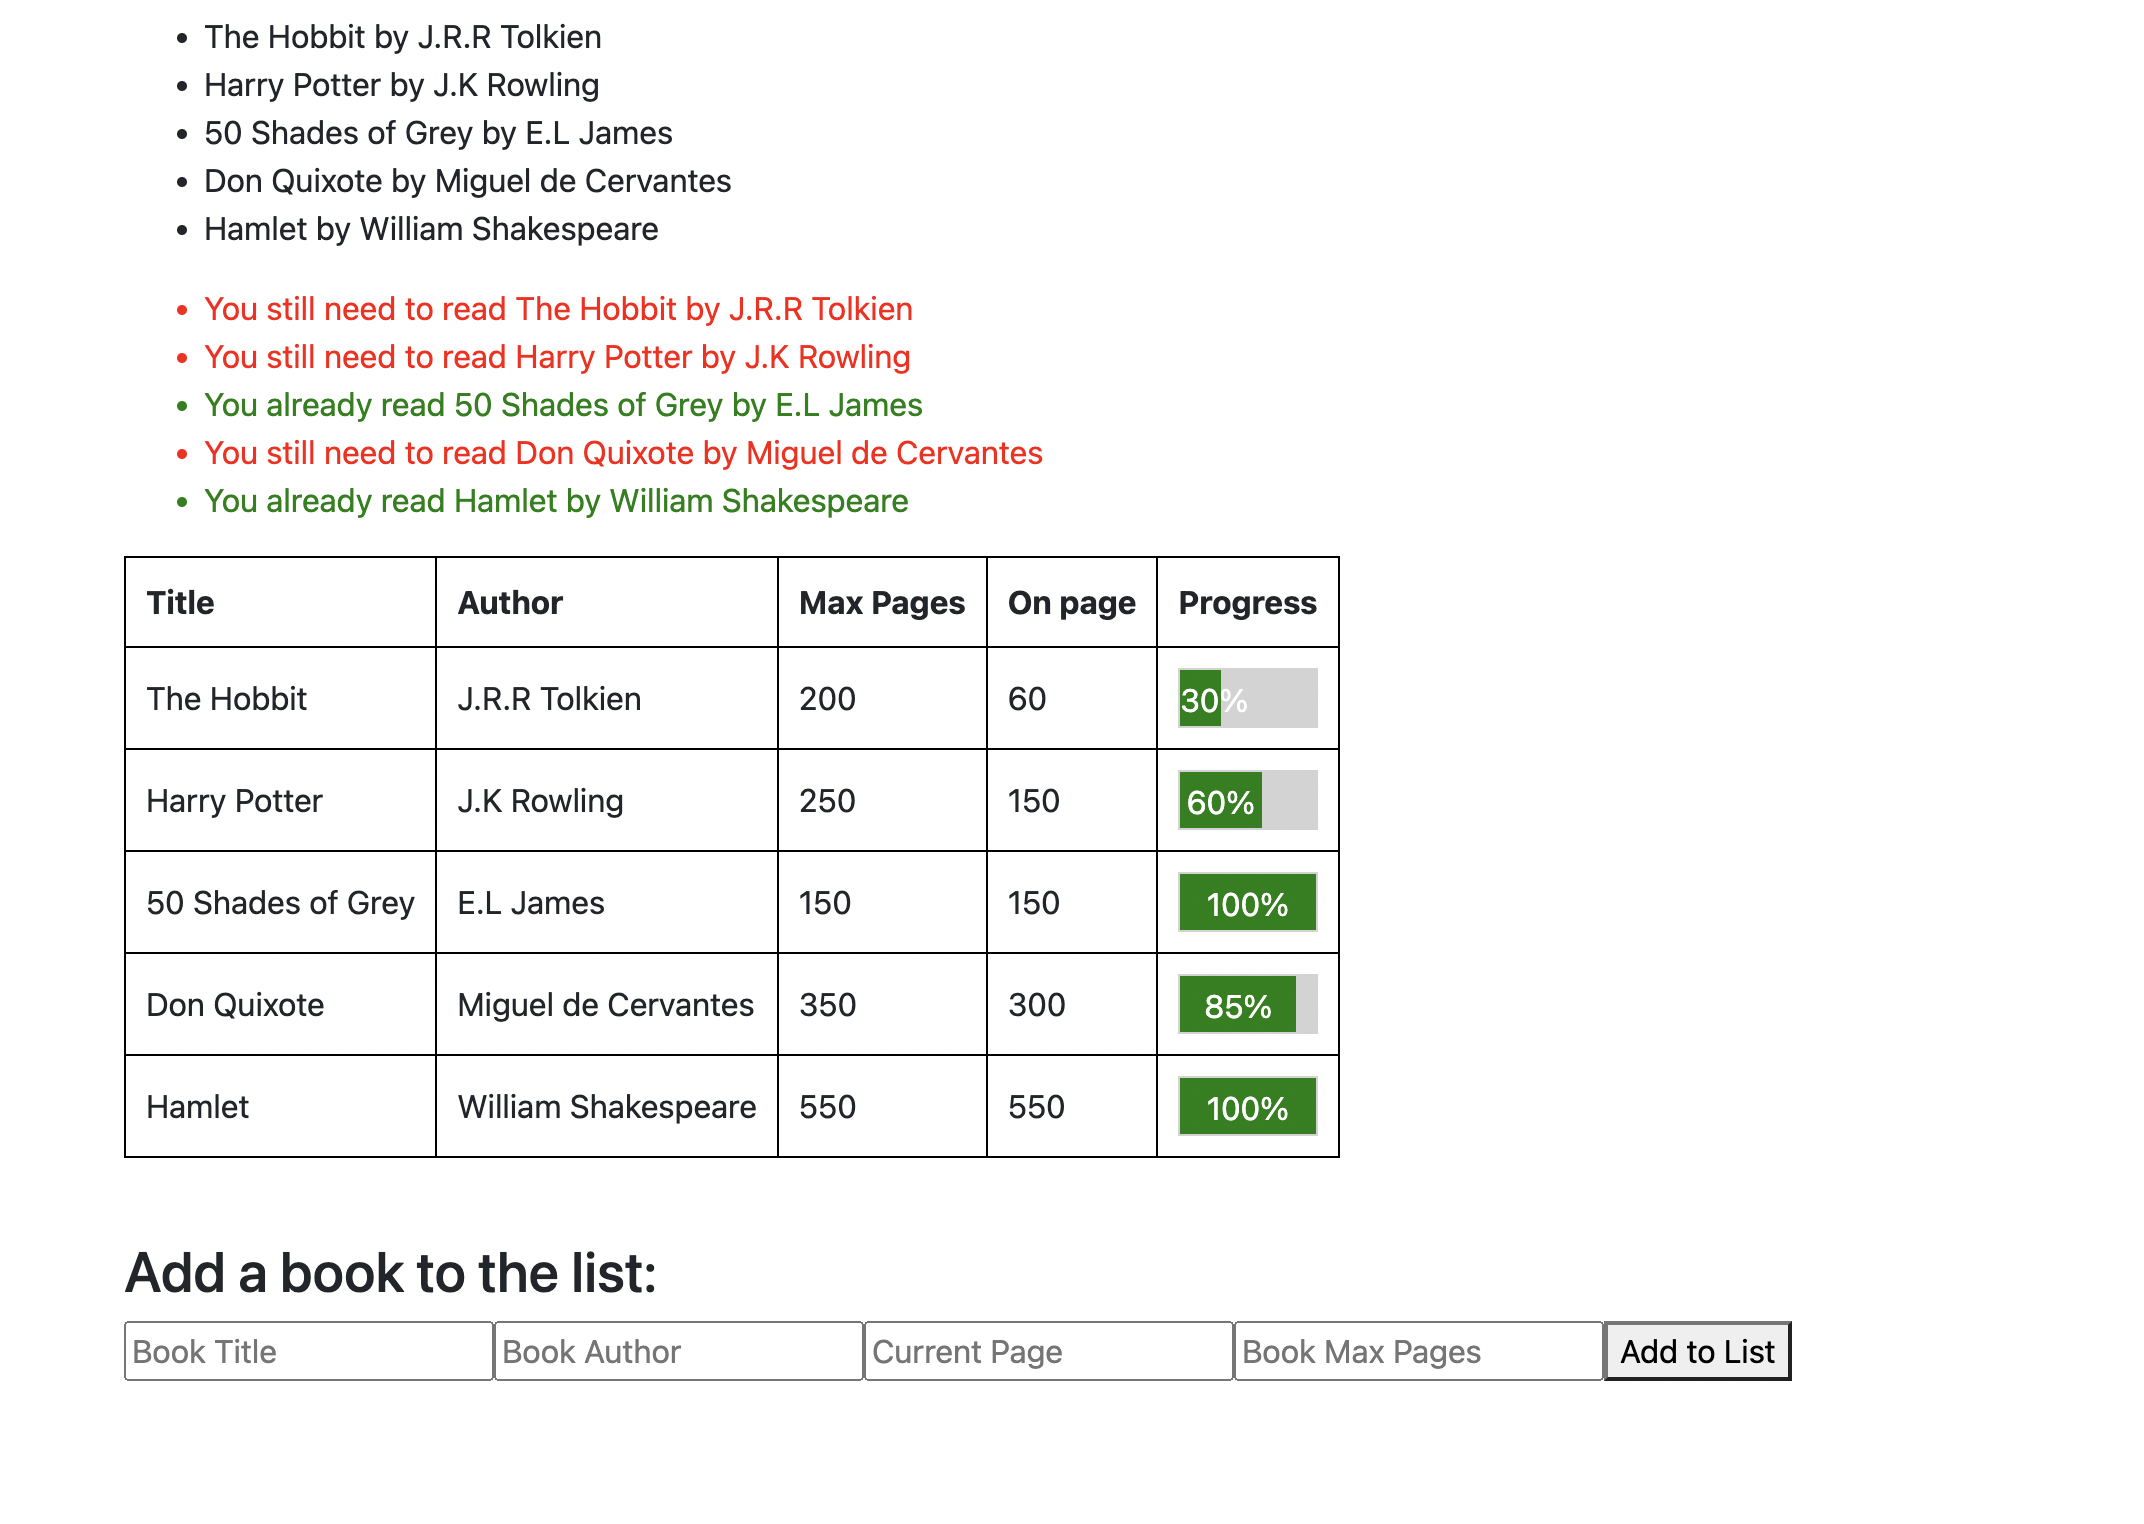 The Hobbit by J.R.R Tolkien
Harry Potter by J.K Rowling
50 Shades of Grey by E.L James
Don Quixote by Miguel de Cervantes
Hamlet by William Shakespeare
You still need to read The Hobbit by J.R.R Tolkien
You still need to read Harry Potter by J.K Rowling
You already read 50 Shades of Grey by E.L James
You still need to read Don Quixote by Miguel de Cervantes
You already read Hamlet by William Shakespeare
Title Author Max Pages On page Progress
The Hobbit J.R.R Tolkien 200 60 30%
Harry Potter J.K Rowling 250 150 60%
50 Shades of Grey E.L James 150 150 100%
Don Quixote Miguel de Cervantes 350 300 85%
Hamlet William Shakespeare 550 550 100%
Add a book to the list:
Book Title Book Author Current Page Book Max Pages Add to List